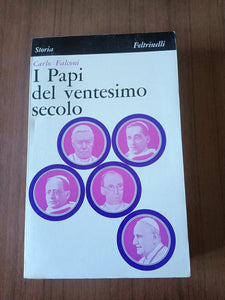 Storia Feltrinelli
Carlo Falconi
I Papi
del ventesimo
secolo